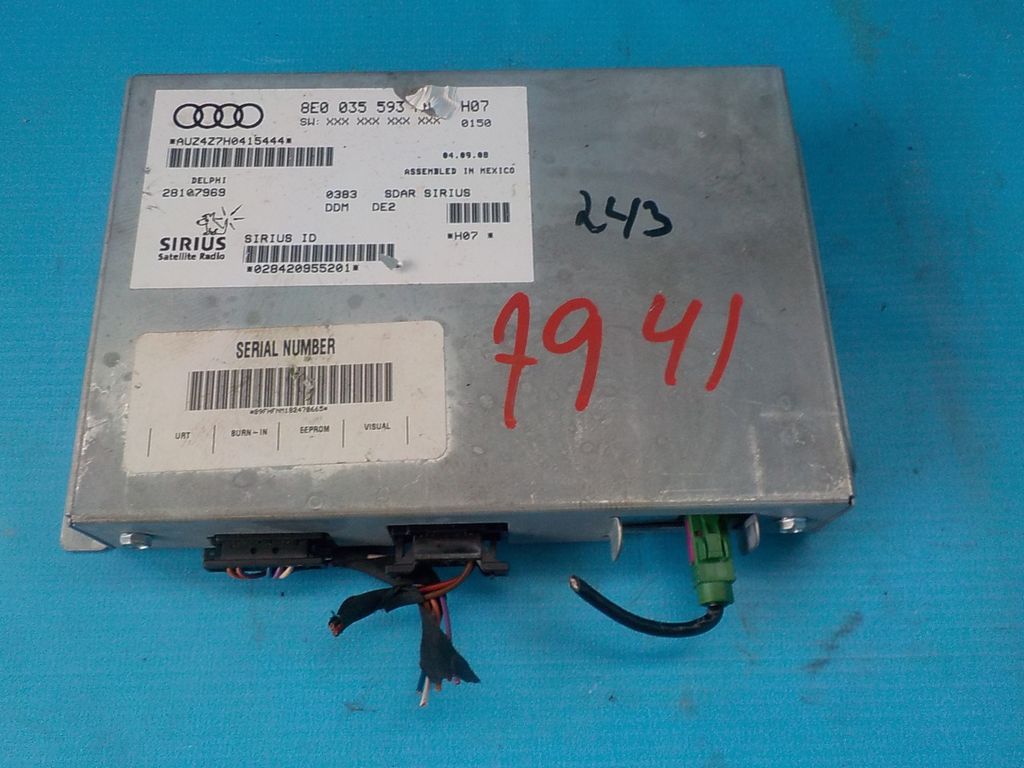 8E0 035 593 H07
SW: XXX XXX XXX XXX 0150
*AUZ4Z7H0415444*
04.09.08
ASSEMBLED IN MEXICO
DELPHI
28107969
0383 SDAR SIRIUS
DDM DE2
*H07 *
SIRIUS
Satellite Radio
SIRIUS ID
*028420955201*
243
7941
SERIAL NUMBER
URT BURN-IN EEPROM VISUAL